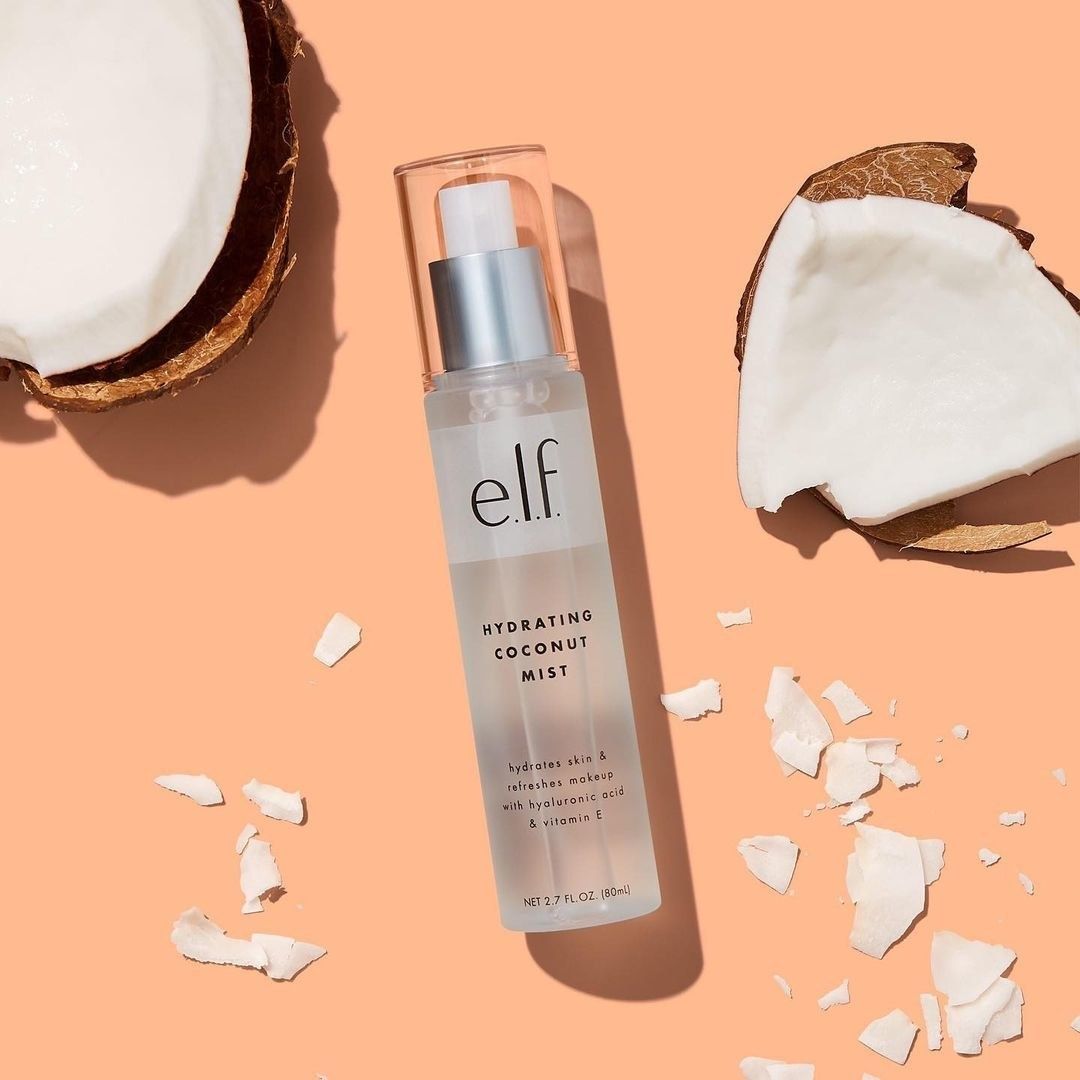 e.l.f.
HYDRATING
COCONUT
MIST
hydrates skin &
refreshes makeup
with hyaluronic acid
& vitamin E
NET 2.7 FL.OZ. (80mL)